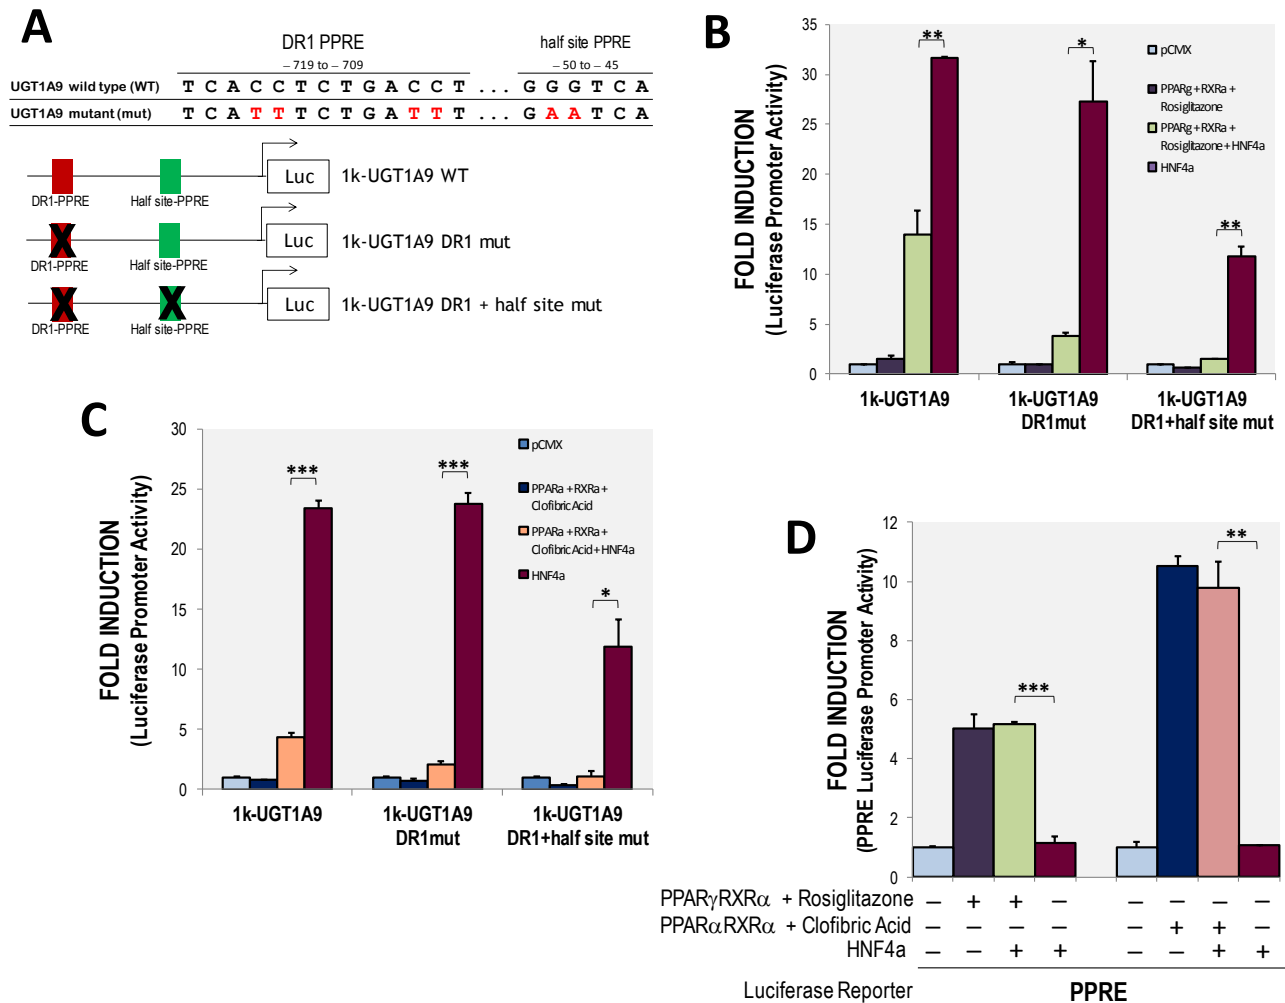 A
DR1 PPRE
half site PPRE
– 719 to – 709
– 50 to – 45
UGT1A9 wild type (WT) T C A C C T C T G A C C T ... G G G T C A
UGT1A9 mutant (mut) T C A T T T C T G A T T T ... G A A T C A
Luc
1k-UGT1A9 WT
DR1-PPRE
Half site-PPRE
X
Luc
1k-UGT1A9 DR1 mut
DR1-PPRE
Half site-PPRE
X
X
Luc
1k-UGT1A9 DR1 + half site mut
DR1-PPRE
Half site-PPRE
B
FOLD INDUCTION
(Luciferase Promoter Activity)
35
30
25
20
15
10
5
0
**
*
**
pCMX
PPARg +RXRa +
Rosiglitazone
PPARg +RXRa +
Rosiglitazone +HNF4a
HNF4a
1k-UGT1A9
1k-UGT1A9
DR1mut
1k-UGT1A9
DR1+half site mut
C
FOLD INDUCTION
(Luciferase Promoter Activity)
30
25
20
15
10
5
0
***
***
*
pCMX
PPARa +RXRa +
Clofibric Acid
PPARa +RXRa +
Clofibric Acid +HNF4a
HNF4a
1k-UGT1A9
1k-UGT1A9
DR1mut
1k-UGT1A9
DR1+half site mut
D
FOLD INDUCTION
(PPRE Luciferase Promoter Activity)
12
10
8
6
4
2
0
***
**
PPARγRXRα + Rosiglitazone – + + – – – – –
PPARαRXRα + Clofibric Acid – – – – – + + –
HNF4a – – + + – – + +
Luciferase Reporter
PPRE